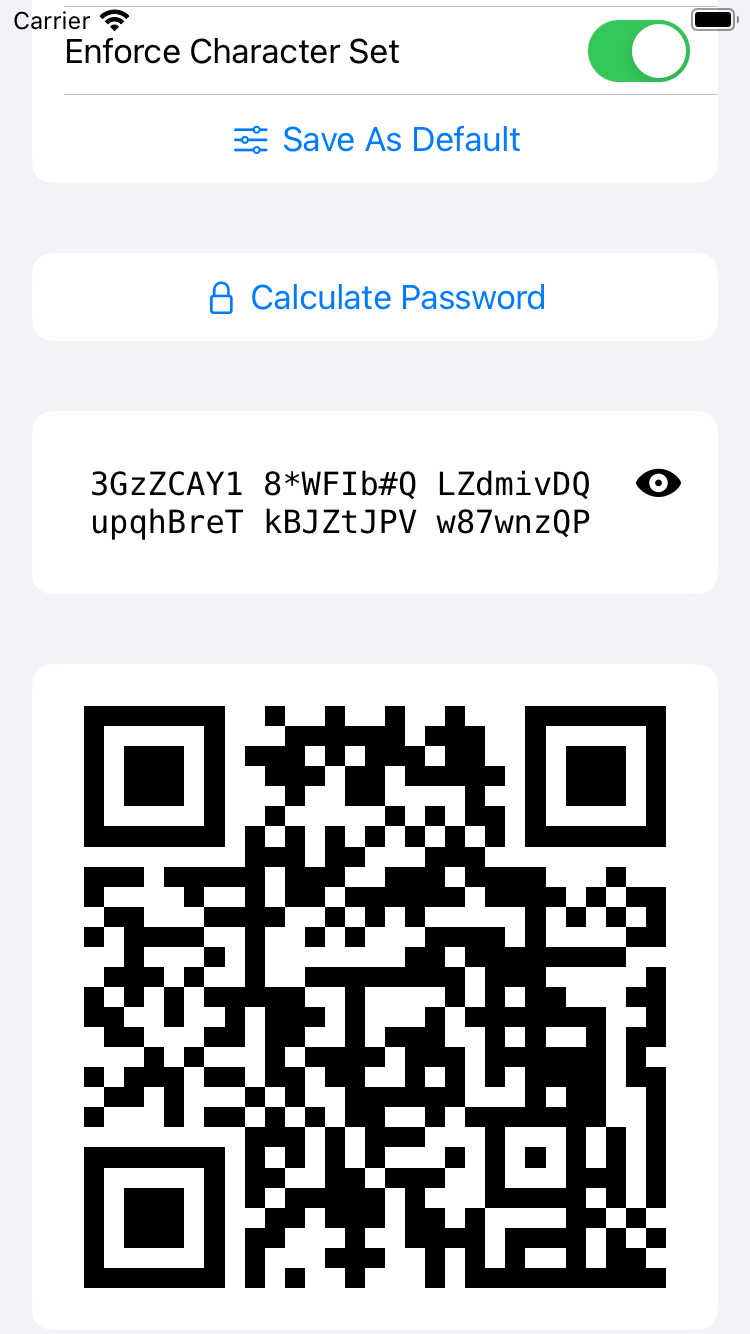 Carrier
Enforce Character Set
Save As Default
Calculate Password
3GzZCAY1 8*WFIb#Q LZdmivDQ
upqhBreT kBJZtJPV w87wnzQP